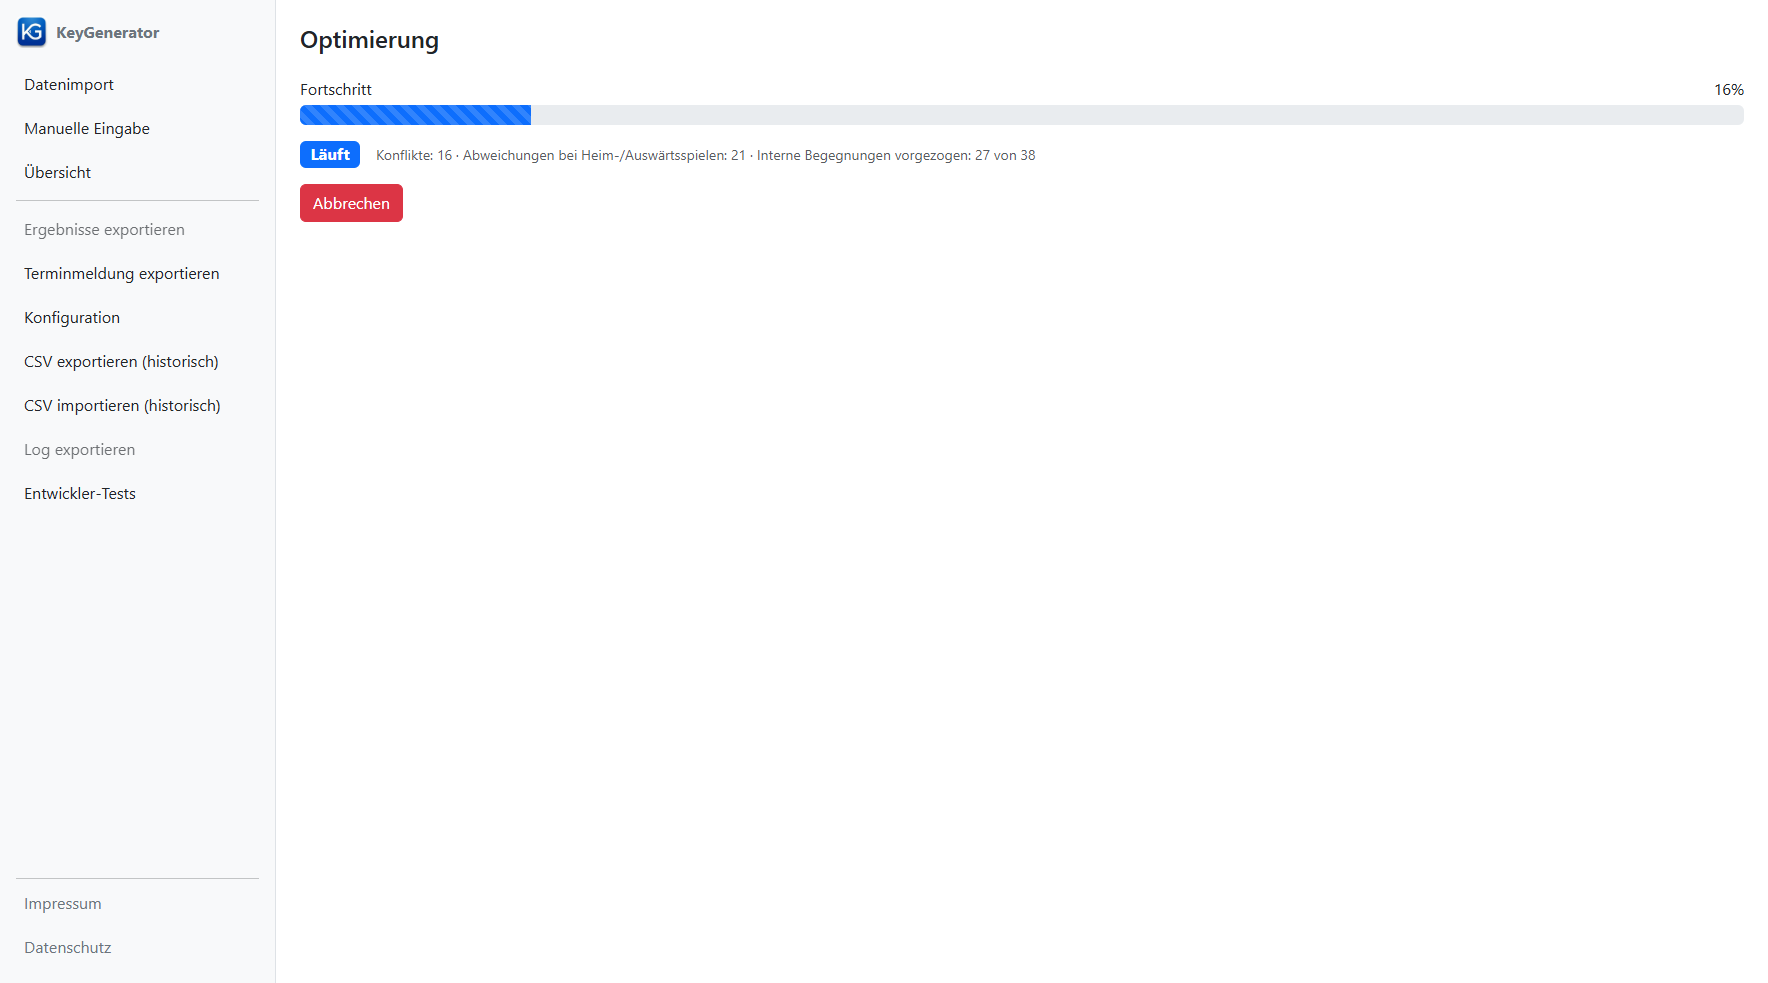 KG KeyGenerator
Datenimport
Manuelle Eingabe
Übersicht
Ergebnisse exportieren
Terminmeldung exportieren
Konfiguration
CSV exportieren (historisch)
CSV importieren (historisch)
Log exportieren
Entwickler-Tests
Impressum
Datenschutz
Optimierung
Fortschritt 16%
Läuft Konflikte: 16 · Abweichungen bei Heim-/Auswärtsspielen: 21 · Interne Begegnungen vorgezogen: 27 von 38
Abbrechen